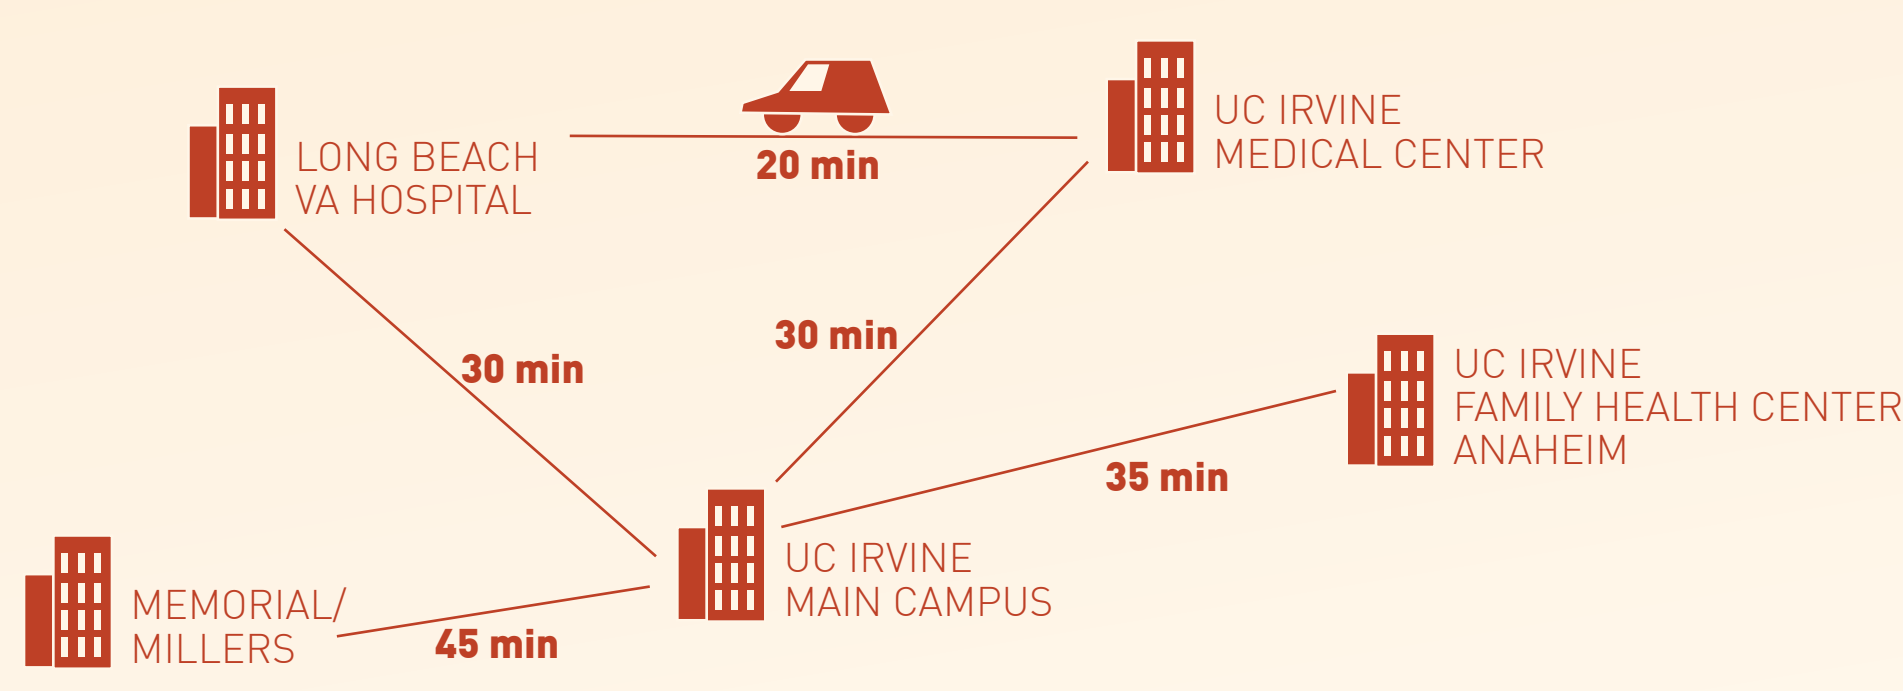 LONG BEACH
VA HOSPITAL
20 min
UC IRVINE
MEDICAL CENTER
30 min
30 min
UC IRVINE
FAMILY HEALTH CENTER
ANAHEIM
35 min
UC IRVINE
MAIN CAMPUS
MEMORIAL/
MILLERS
45 min